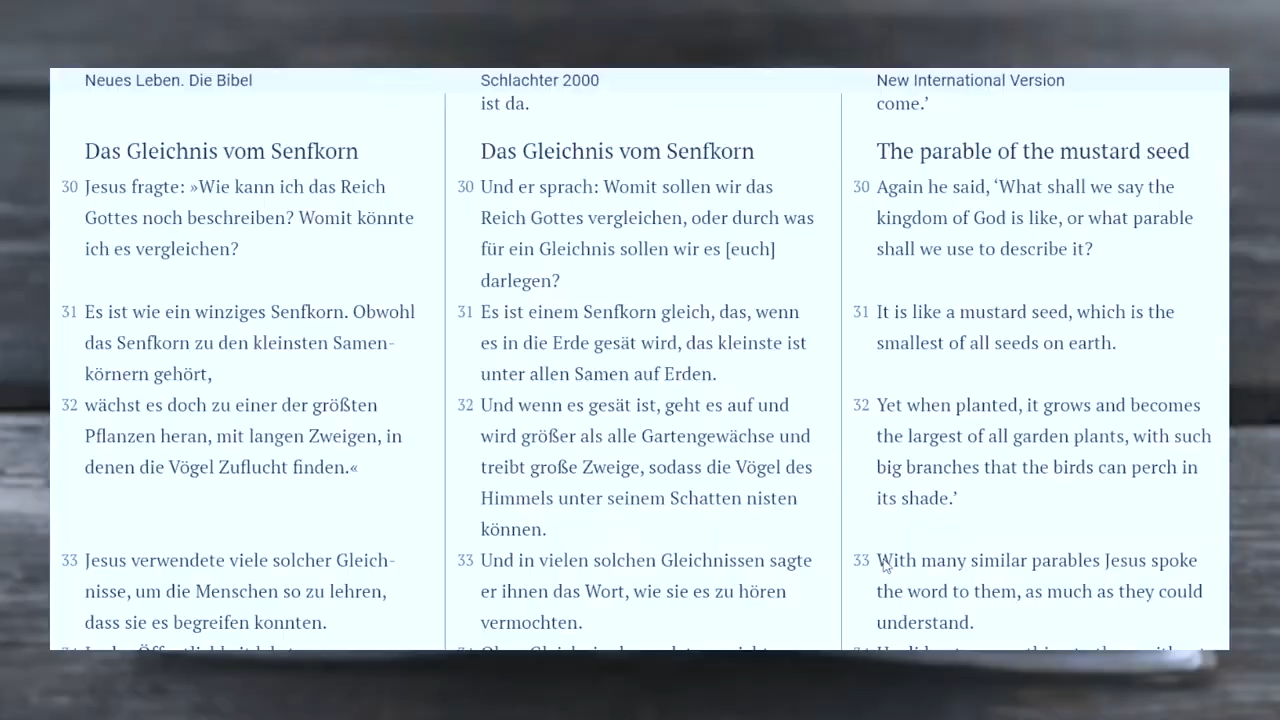 Neues Leben. Die Bibel
Das Gleichnis vom Senfkorn
30 Jesus fragte: »Wie kann ich das Reich
Gottes noch beschreiben? Womit könnte
ich es vergleichen?
31 Es ist wie ein winziges Senfkorn. Obwohl
das Senfkorn zu den kleinsten Samen-
körnern gehört,
32 wächst es doch zu einer der größten
Pflanzen heran, mit langen Zweigen, in
denen die Vögel Zuflucht finden.«
33 Jesus verwendete viele solcher Gleich-
nisse, um die Menschen so zu lehren,
dass sie es begreifen konnten.
Schlachter 2000
ist da.
Das Gleichnis vom Senfkorn
30 Und er sprach: Womit sollen wir das
Reich Gottes vergleichen, oder durch was
für ein Gleichnis sollen wir es [euch]
darlegen?
31 Es ist einem Senfkorn gleich, das, wenn
es in die Erde gesät wird, das kleinste ist
unter allen Samen auf Erden.
32 Und wenn es gesät ist, geht es auf und
wird größer als alle Gartengewächse und
treibt große Zweige, sodass die Vögel des
Himmels unter seinem Schatten nisten
können.
33 Und in vielen solchen Gleichnissen sagte
er ihnen das Wort, wie sie es zu hören
vermochten.
New International Version
come.’
The parable of the mustard seed
30 Again he said, ‘What shall we say the
kingdom of God is like, or what parable
shall we use to describe it?
31 It is like a mustard seed, which is the
smallest of all seeds on earth.
32 Yet when planted, it grows and becomes
the largest of all garden plants, with such
big branches that the birds can perch in
its shade.’
33 With many similar parables Jesus spoke
the word to them, as much as they could
understand.